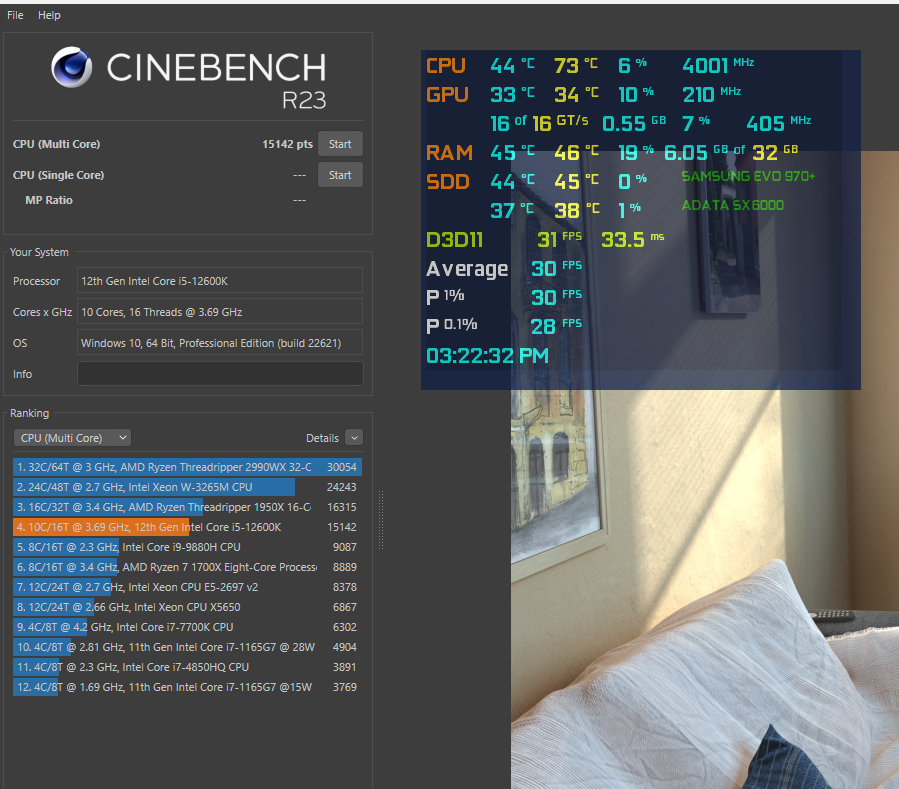 File Help
CINEBENCH
R23
CPU (Multi Core) 15142 pts Start
CPU (Single Core) --- Start
MP Ratio ---
Your System
Processor 12th Gen Intel Core i5-12600K
Cores x GHz 10 Cores, 16 Threads @ 3.69 GHz
OS Windows 10, 64 Bit, Professional Edition (build 22621)
Info
Ranking
CPU (Multi Core) Details
1. 32C/64T @ 3 GHz, AMD Ryzen Threadripper 2990WX 32-C 30054
2. 24C/48T @ 2.7 GHz, Intel Xeon W-3265M CPU 24243
3. 16C/32T @ 3.4 GHz, AMD Ryzen Threadripper 1950X 16-C 16315
4. 10C/16T @ 3.69 GHz, 12th Gen Intel Core i5-12600K 15142
5. 8C/16T @ 2.3 GHz, Intel Core i9-9880H CPU 9087
6. 8C/16T @ 3.4 GHz, AMD Ryzen 7 1700X Eight-Core Process 8889
7. 12C/24T @ 2.7 GHz, Intel Xeon CPU E5-2697 v2 8378
8. 12C/24T @ 2.66 GHz, Intel Xeon CPU X5650 6867
9. 4C/8T @ 4.2 GHz, Intel Core i7-7700K CPU 6302
10. 4C/8T @ 2.81 GHz, 11th Gen Intel Core i7-1165G7 @ 28W 4904
11. 4C/8T @ 2.3 GHz, Intel Core i7-4850HQ CPU 3891
12. 4C/8T @ 1.69 GHz, 11th Gen Intel Core i7-1165G7 @15W 3769
CPU 44 °C 73 °C 6 % 4001 MHz
GPU 33 °C 34 °C 10 % 210 MHz
16 of 16 GT/s 0.55 GB 7 % 405 MHz
RAM 45 °C 46 °C 19 % 6.05 GB of 32 GB
SDD 44 °C 45 °C 0 % SAMSUNG EVO 970+
37 °C 38 °C 1 % ADATA SX6000
D3D11 31 FPS 33.5 ms
Average 30 FPS
P 1% 30 FPS
P 0.1% 28 FPS
03:22:32 PM